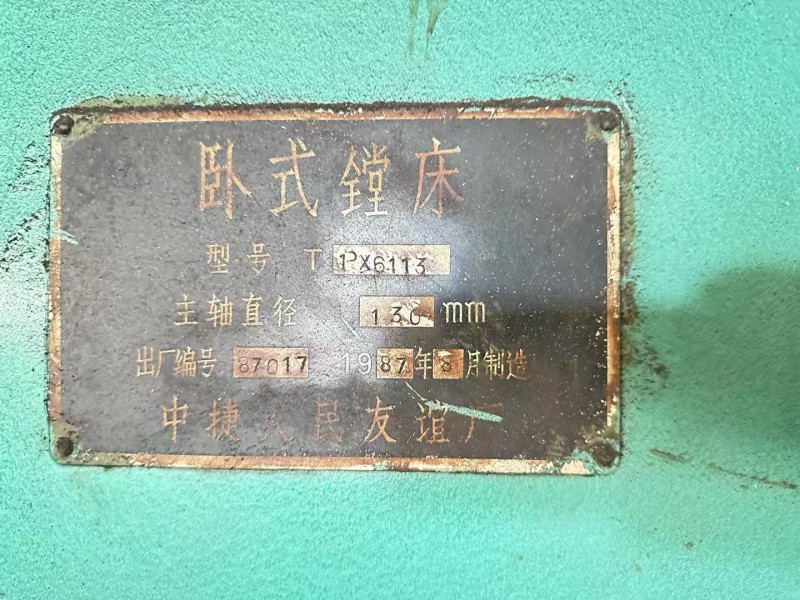 卧式镗床
型号 TPX6113
主轴直径 130 mm
出厂编号 87017 1987年8月制造
中捷人民友谊厂